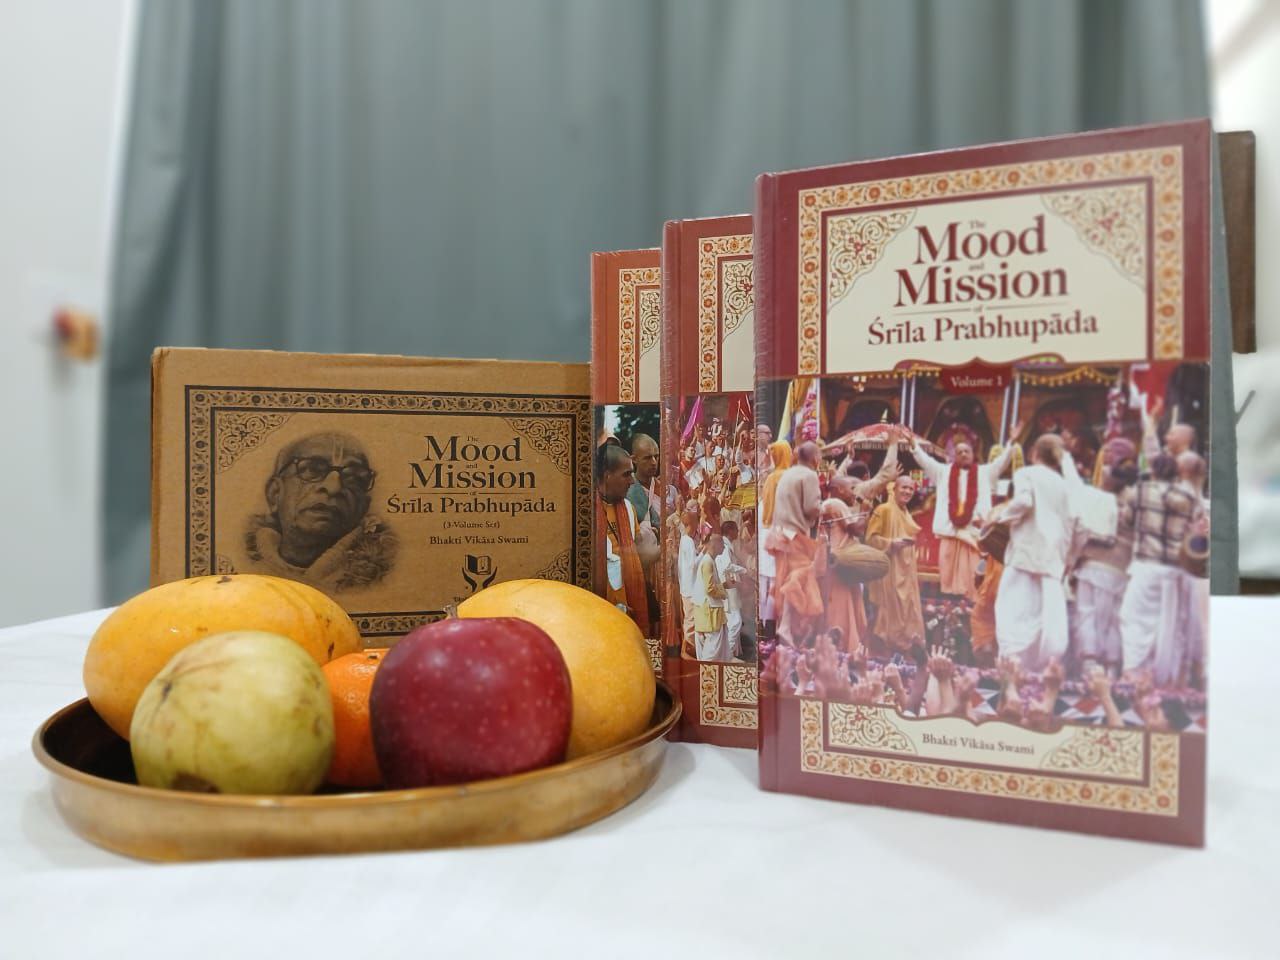 The
Mood
and
Mission
of
Śrīla Prabhupāda
(3-Volume Set)
Bhakti Vikāsa Swami
The
Mood
and
Mission
of
Śrīla Prabhupāda
Volume 1
Bhakti Vikāsa Swami